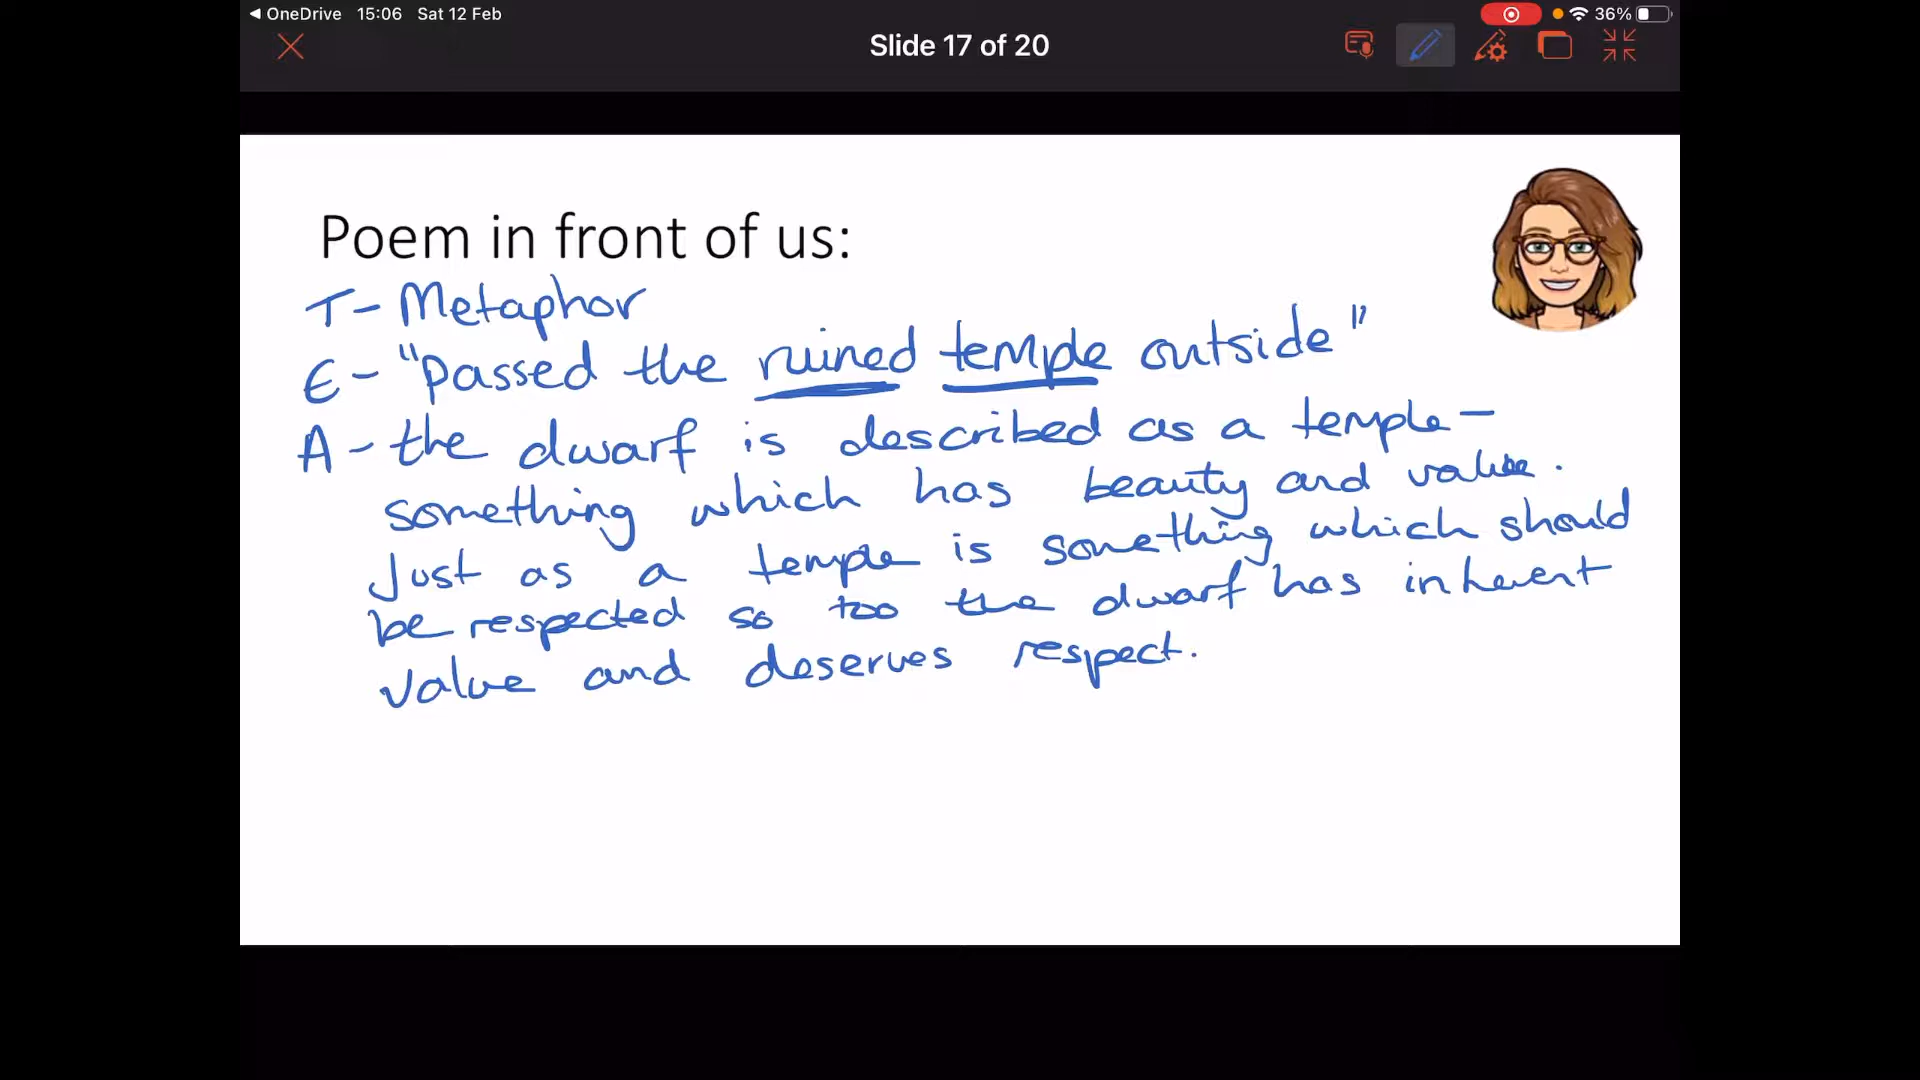 OneDrive 15:06 Sat 12 Feb 36%
Slide 17 of 20
Poem in front of us:
T- Metaphor
E- "Passed the ruined temple outside"
A- the dwarf is described as a temple-
something which has beauty and value.
Just as a temple is something which should
be respected so too the dwarf has inherent
value and deserves respect.